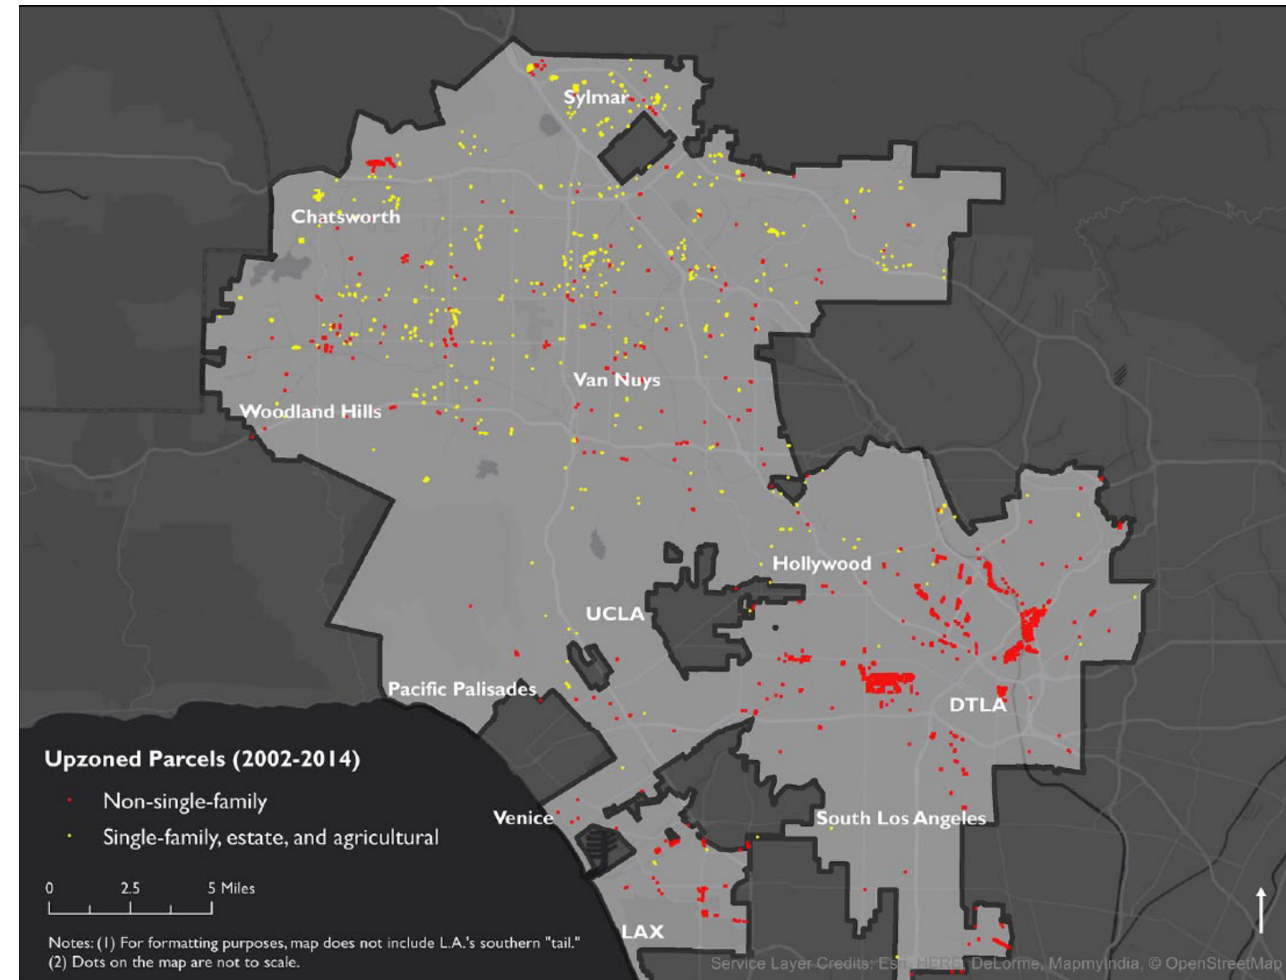 Sylmar
Chatsworth
Van Nuys
Woodland Hills
Hollywood
UCLA
Pacific Palisades
DTLA
Upzoned Parcels (2002-2014)
Non-single-family
Single-family, estate, and agricultural
Venice
South Los Angeles
0 2.5 5 Miles
LAX
Notes: (1) For formatting purposes, map does not include L.A.'s southern "tail."
(2) Dots on the map are not to scale.
Service Layer Credits: Esri, HERE, DeLorme, MapmyIndia, © OpenStreetMap